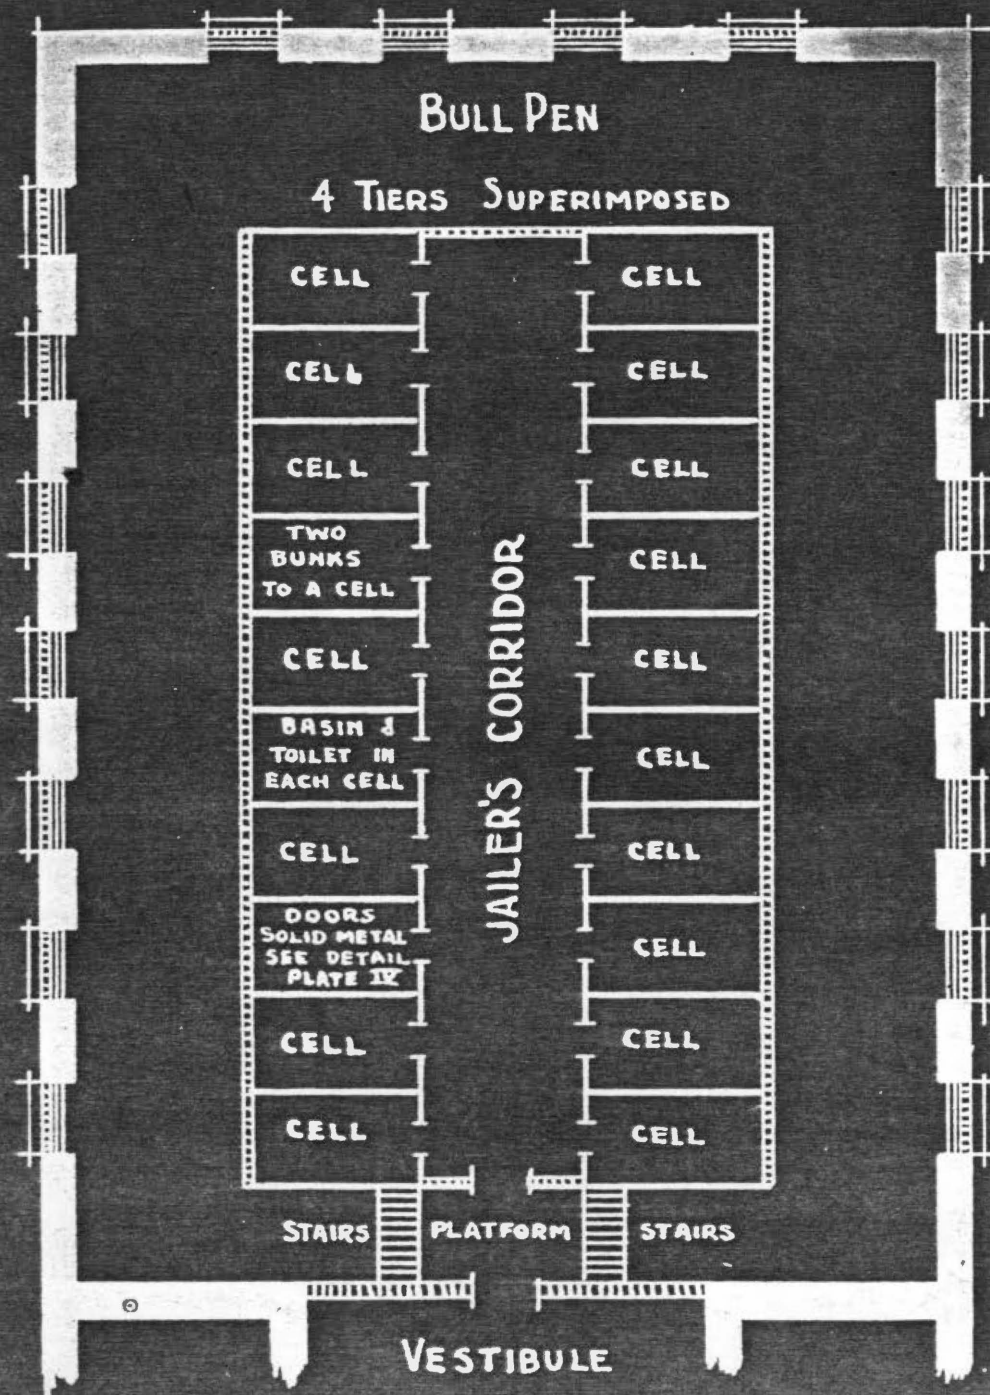 BULL PEN
4 TIERS SUPERIMPOSED
CELL
CELL
CELL
TWO
BUNKS
TO A CELL
CELL
BASIN &
TOILET IN
EACH CELL
CELL
DOORS
SOLID METAL
SEE DETAIL
PLATE IV
CELL
CELL
JAILER'S CORRIDOR
CELL
CELL
CELL
CELL
CELL
CELL
CELL
CELL
CELL
CELL
STAIRS
PLATFORM
STAIRS
VESTIBULE